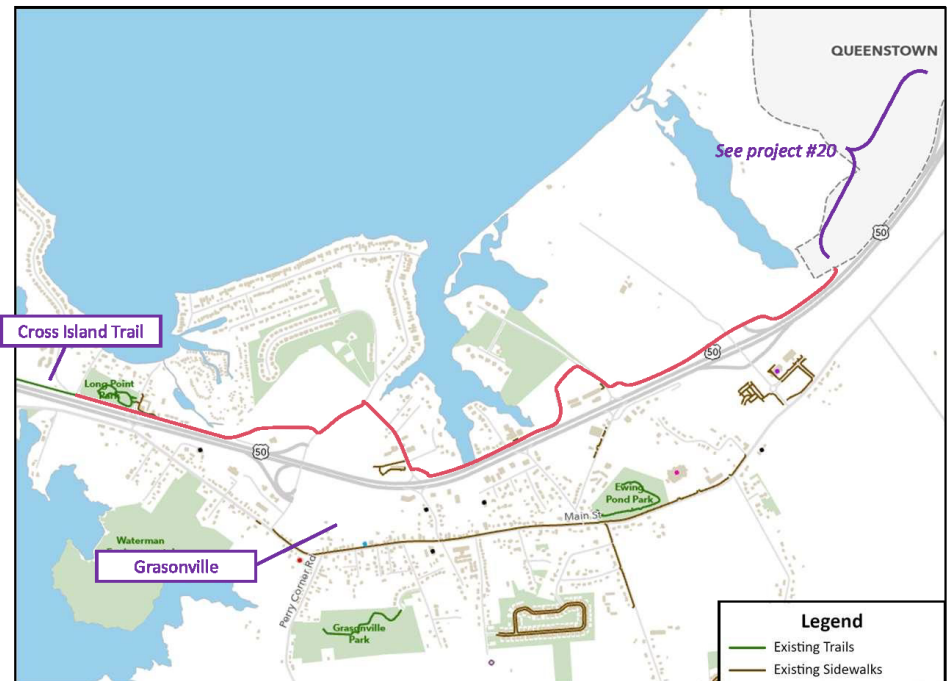 QUEENSTOWN
See project #20
50
Cross Island Trail
Long Point
Park
50
50
Ewing
Pond Park
Main St
Waterman
Grasonville
Perry Corner Rd
Grasonville
Park
Legend
Existing Trails
Existing Sidewalks